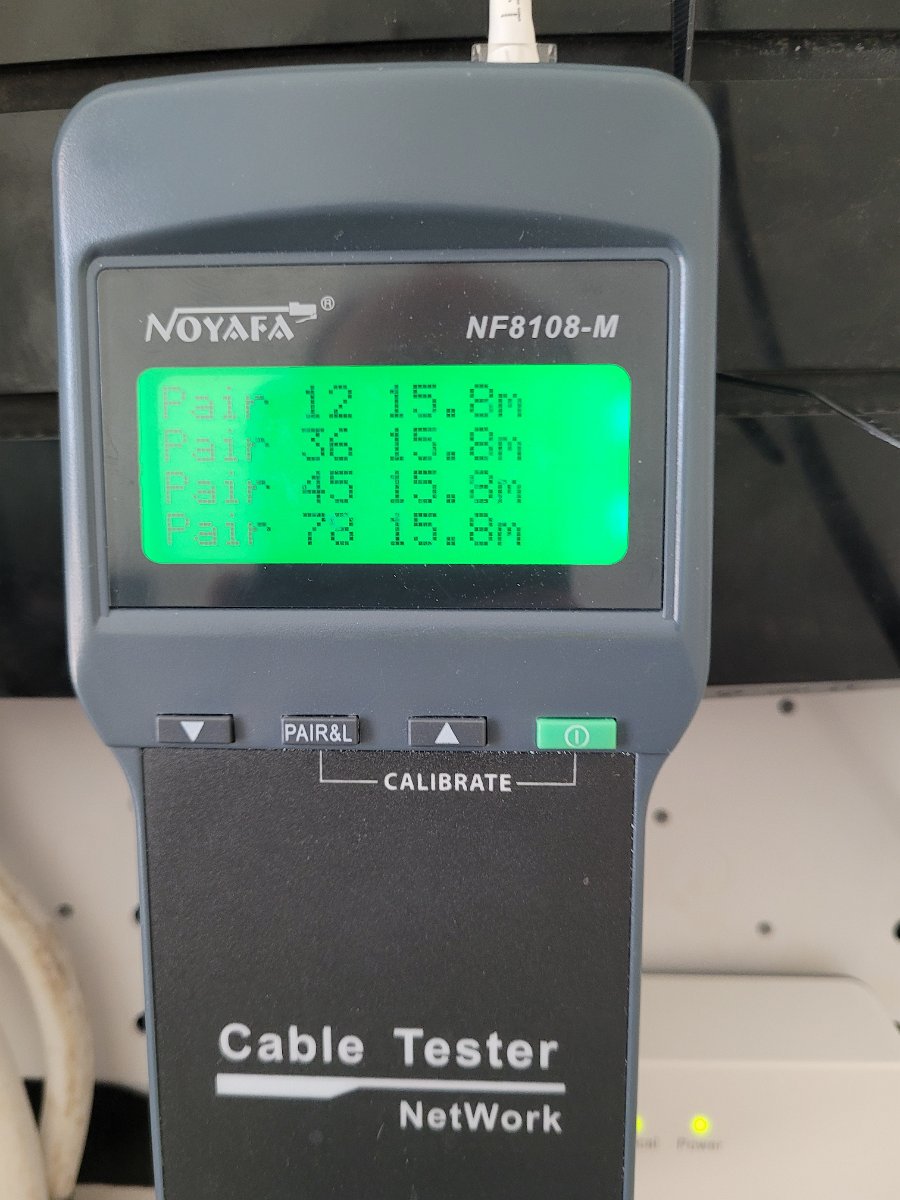 NOYAFA®
NF8108-M
Pair 12 15.8m
Pair 36 15.8m
Pair 45 15.8m
Pair 78 15.8m
PAIR&L
CALIBRATE
Cable Tester
NetWork
Power